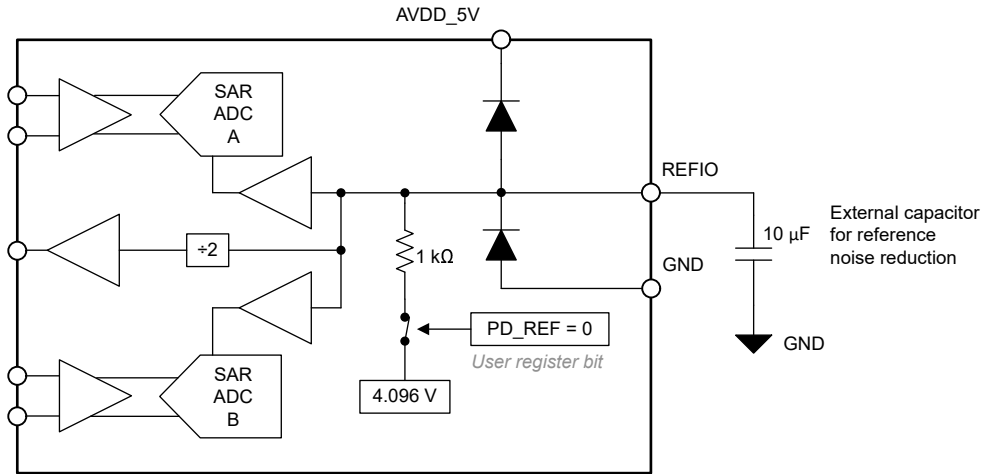 AVDD_5V
SAR
ADC
A
REFIO
÷2
1 kΩ
10 µF
External capacitor
for reference
noise reduction
GND
PD_REF = 0
GND
User register bit
SAR
ADC
B
4.096 V